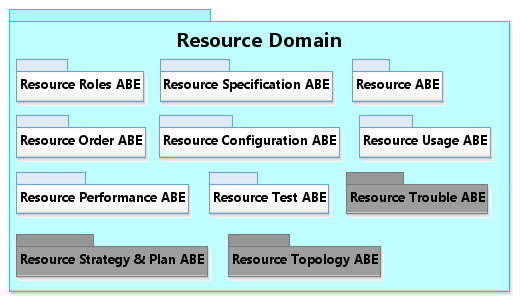 Resource Domain
Resource Roles ABE
Resource Specification ABE
Resource ABE
Resource Order ABE
Resource Configuration ABE
Resource Usage ABE
Resource Performance ABE
Resource Test ABE
Resource Trouble ABE
Resource Strategy & Plan ABE
Resource Topology ABE